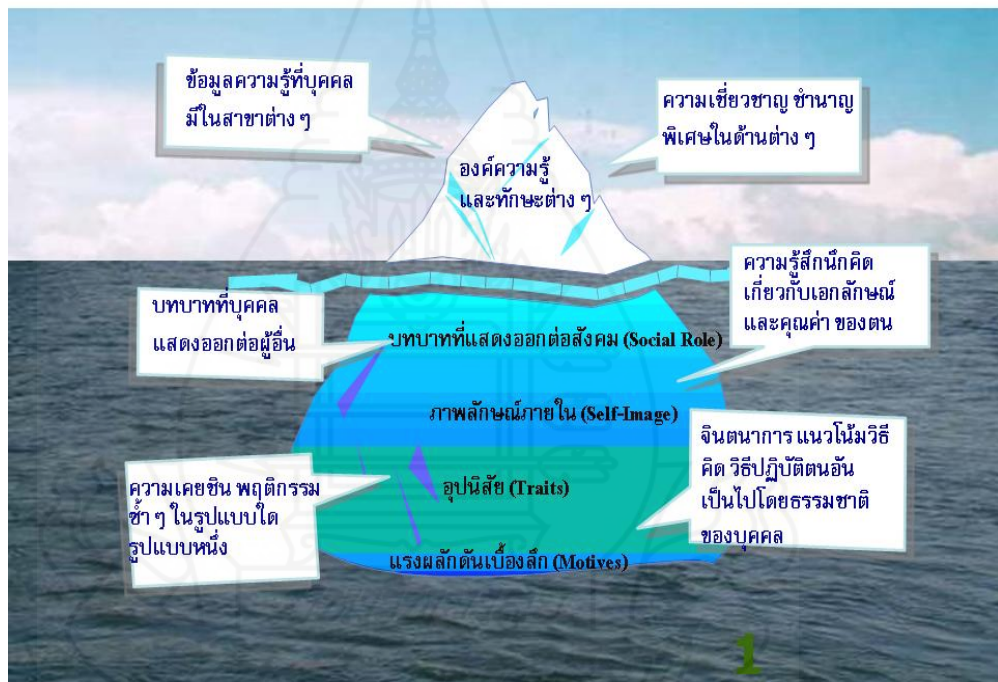 ข้อมูลความรู้ที่บุคคล
มีในสาขาต่าง ๆ
ความเชี่ยวชาญ ชำนาญ
พิเศษในด้านต่าง ๆ
องค์ความรู้
และทักษะต่าง ๆ
ความรู้สึกนึกคิด
เกี่ยวกับเอกลักษณ์
และคุณค่า ของตน
บทบาทที่บุคคล
แสดงออกต่อผู้อื่น
บทบาทที่แสดงออกต่อสังคม (Social Role)
ภาพลักษณ์ภายใน (Self-Image)
จินตนาการ แนวโน้มวิธี
คิด วิธีปฏิบัติตนอัน
เป็นไปโดยธรรมชาติ
ของบุคคล
ความเคยชิน พฤติกรรม
ซ้ำ ๆ ในรูปแบบใด
รูปแบบหนึ่ง
อุปนิสัย (Traits)
แรงผลักดันเบื้องลึก (Motives)
1